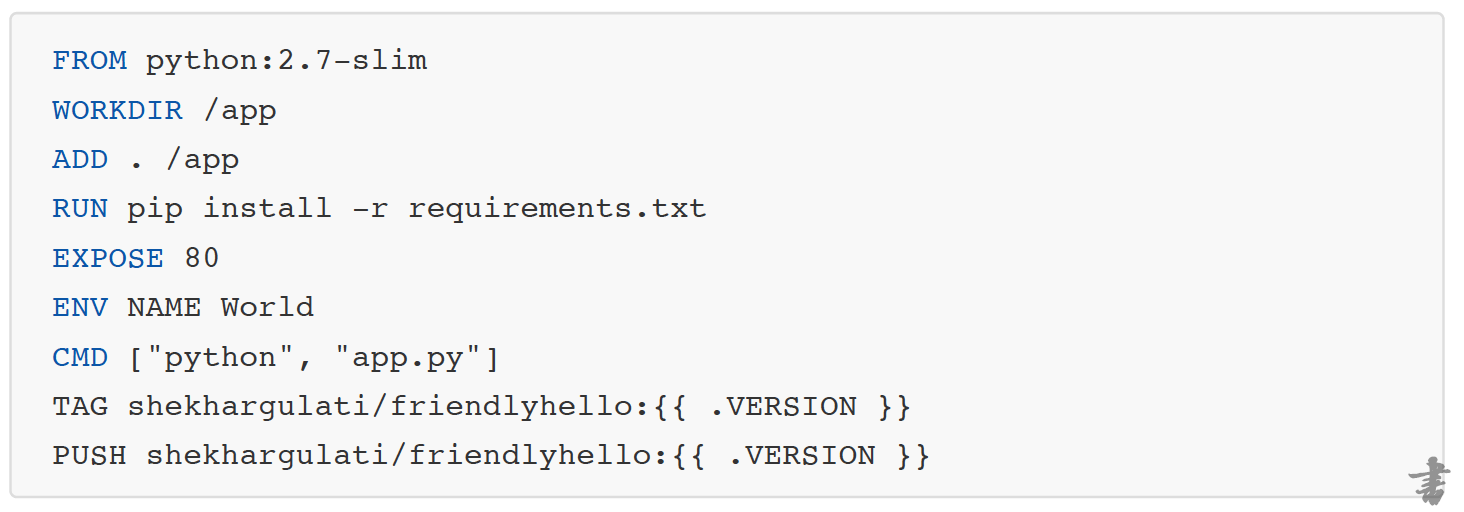 FROM python:2.7-slim
WORKDIR /app
ADD . /app
RUN pip install -r requirements.txt
EXPOSE 80
ENV NAME World
CMD ["python", "app.py"]
TAG shekhargulati/friendlyhello:{{ .VERSION }}
PUSH shekhargulati/friendlyhello:{{ .VERSION }}